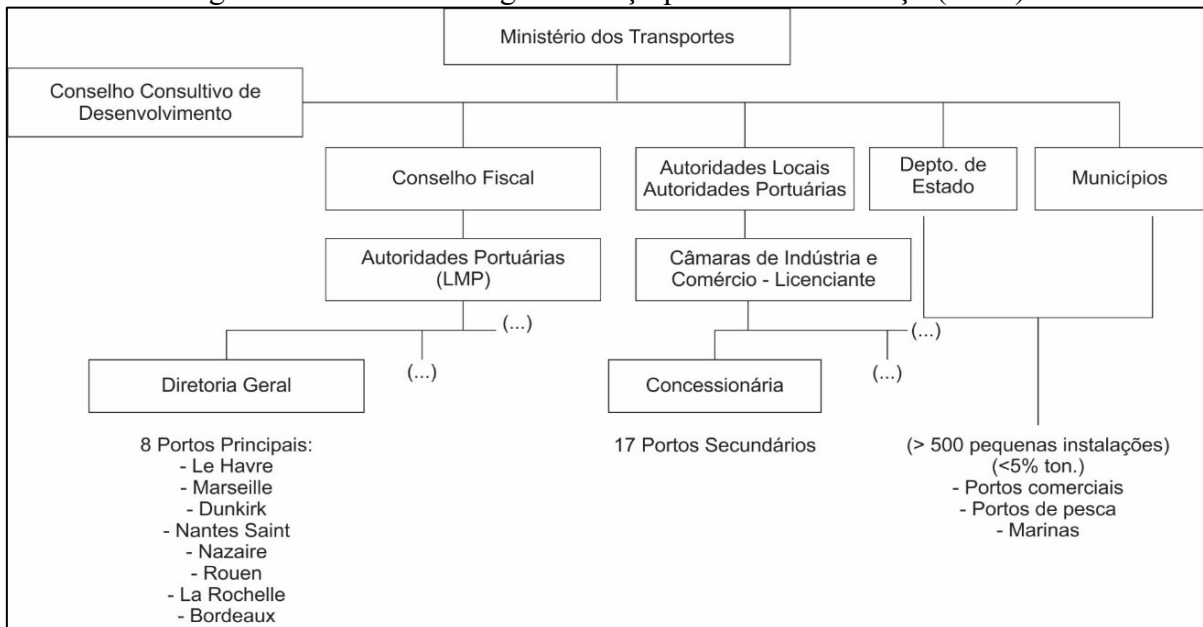 Ministério dos Transportes
Conselho Consultivo de
Desenvolvimento
Conselho Fiscal
Autoridades Locais
Autoridades Portuárias
Depto. de
Estado
Municípios
Autoridades Portuárias
(LMP)
Câmaras de Indústria e
Comércio - Licenciante
(...)
(...)
(...)
(...)
Diretoria Geral
Concessionária
8 Portos Principais:
- Le Havre
- Marseille
- Dunkirk
- Nantes Saint
- Nazaire
- Rouen
- La Rochelle
- Bordeaux
17 Portos Secundários
(> 500 pequenas instalações)
(<5% ton.)
- Portos comerciais
- Portos de pesca
- Marinas